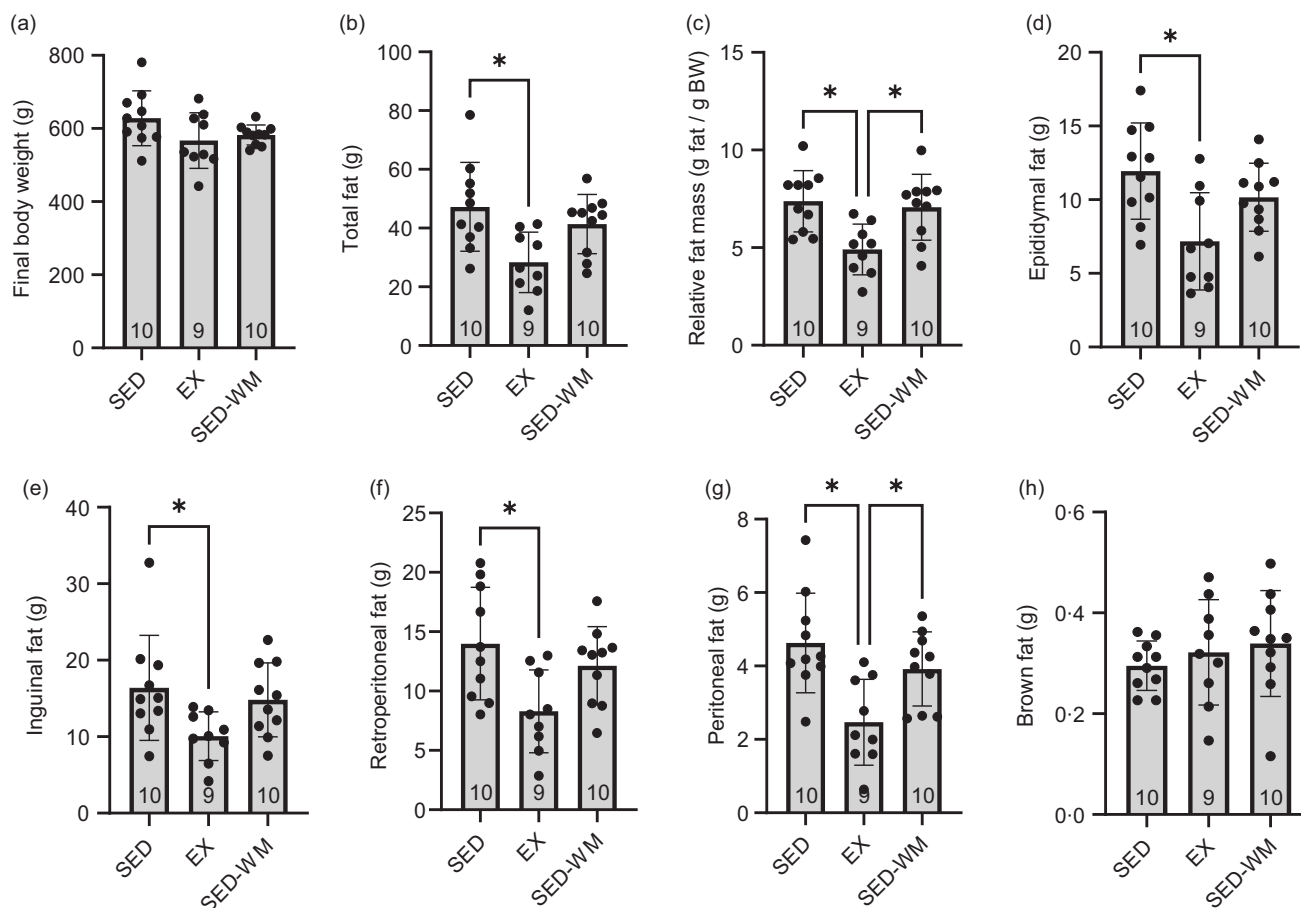 (a)
Final body weight (g)
800
600
400
200
0
10
9
10
SED
EX
SED-WM
(b)
Total fat (g)
100
80
60
40
20
0
*
10
9
10
SED
EX
SED-WM
(c)
Relative fat mass (g fat / g BW)
15
10
5
0
*
*
10
9
10
SED
EX
SED-WM
(d)
Epididymal fat (g)
20
15
10
5
0
*
10
9
10
SED
EX
SED-WM
(e)
Inguinal fat (g)
40
30
20
10
0
*
10
9
10
SED
EX
SED-WM
(f)
Retroperitoneal fat (g)
25
20
15
10
5
0
*
10
9
10
SED
EX
SED-WM
(g)
Peritoneal fat (g)
8
6
4
2
0
*
*
10
9
10
SED
EX
SED-WM
(h)
Brown fat (g)
0·6
0·4
0·2
0·0
10
9
10
SED
EX
SED-WM